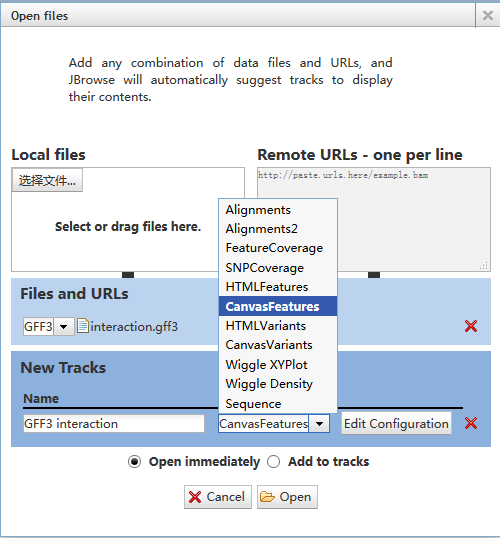 Open files
Add any combination of data files and URLs, and
JBrowse will automatically suggest tracks to display
their contents.
Local files
Remote URLs - one per line
选择文件...
http://paste.urls.here/example.bam
Select or drag files here.
Alignments
Alignments2
FeatureCoverage
SNPCoverage
HTMLFeatures
CanvasFeatures
HTMLVariants
CanvasVariants
Wiggle XYPlot
Wiggle Density
Sequence
Files and URLs
GFF3
interaction.gff3
New Tracks
Name
GFF3 interaction
CanvasFeatures
Edit Configuration
Open immediately
Add to tracks
Cancel
Open